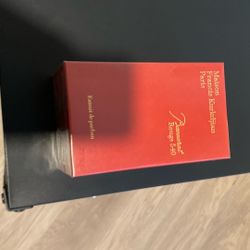 Maison
Francis Kurkdjian
Paris
Baccarat
Rouge 540
Extrait de parfum